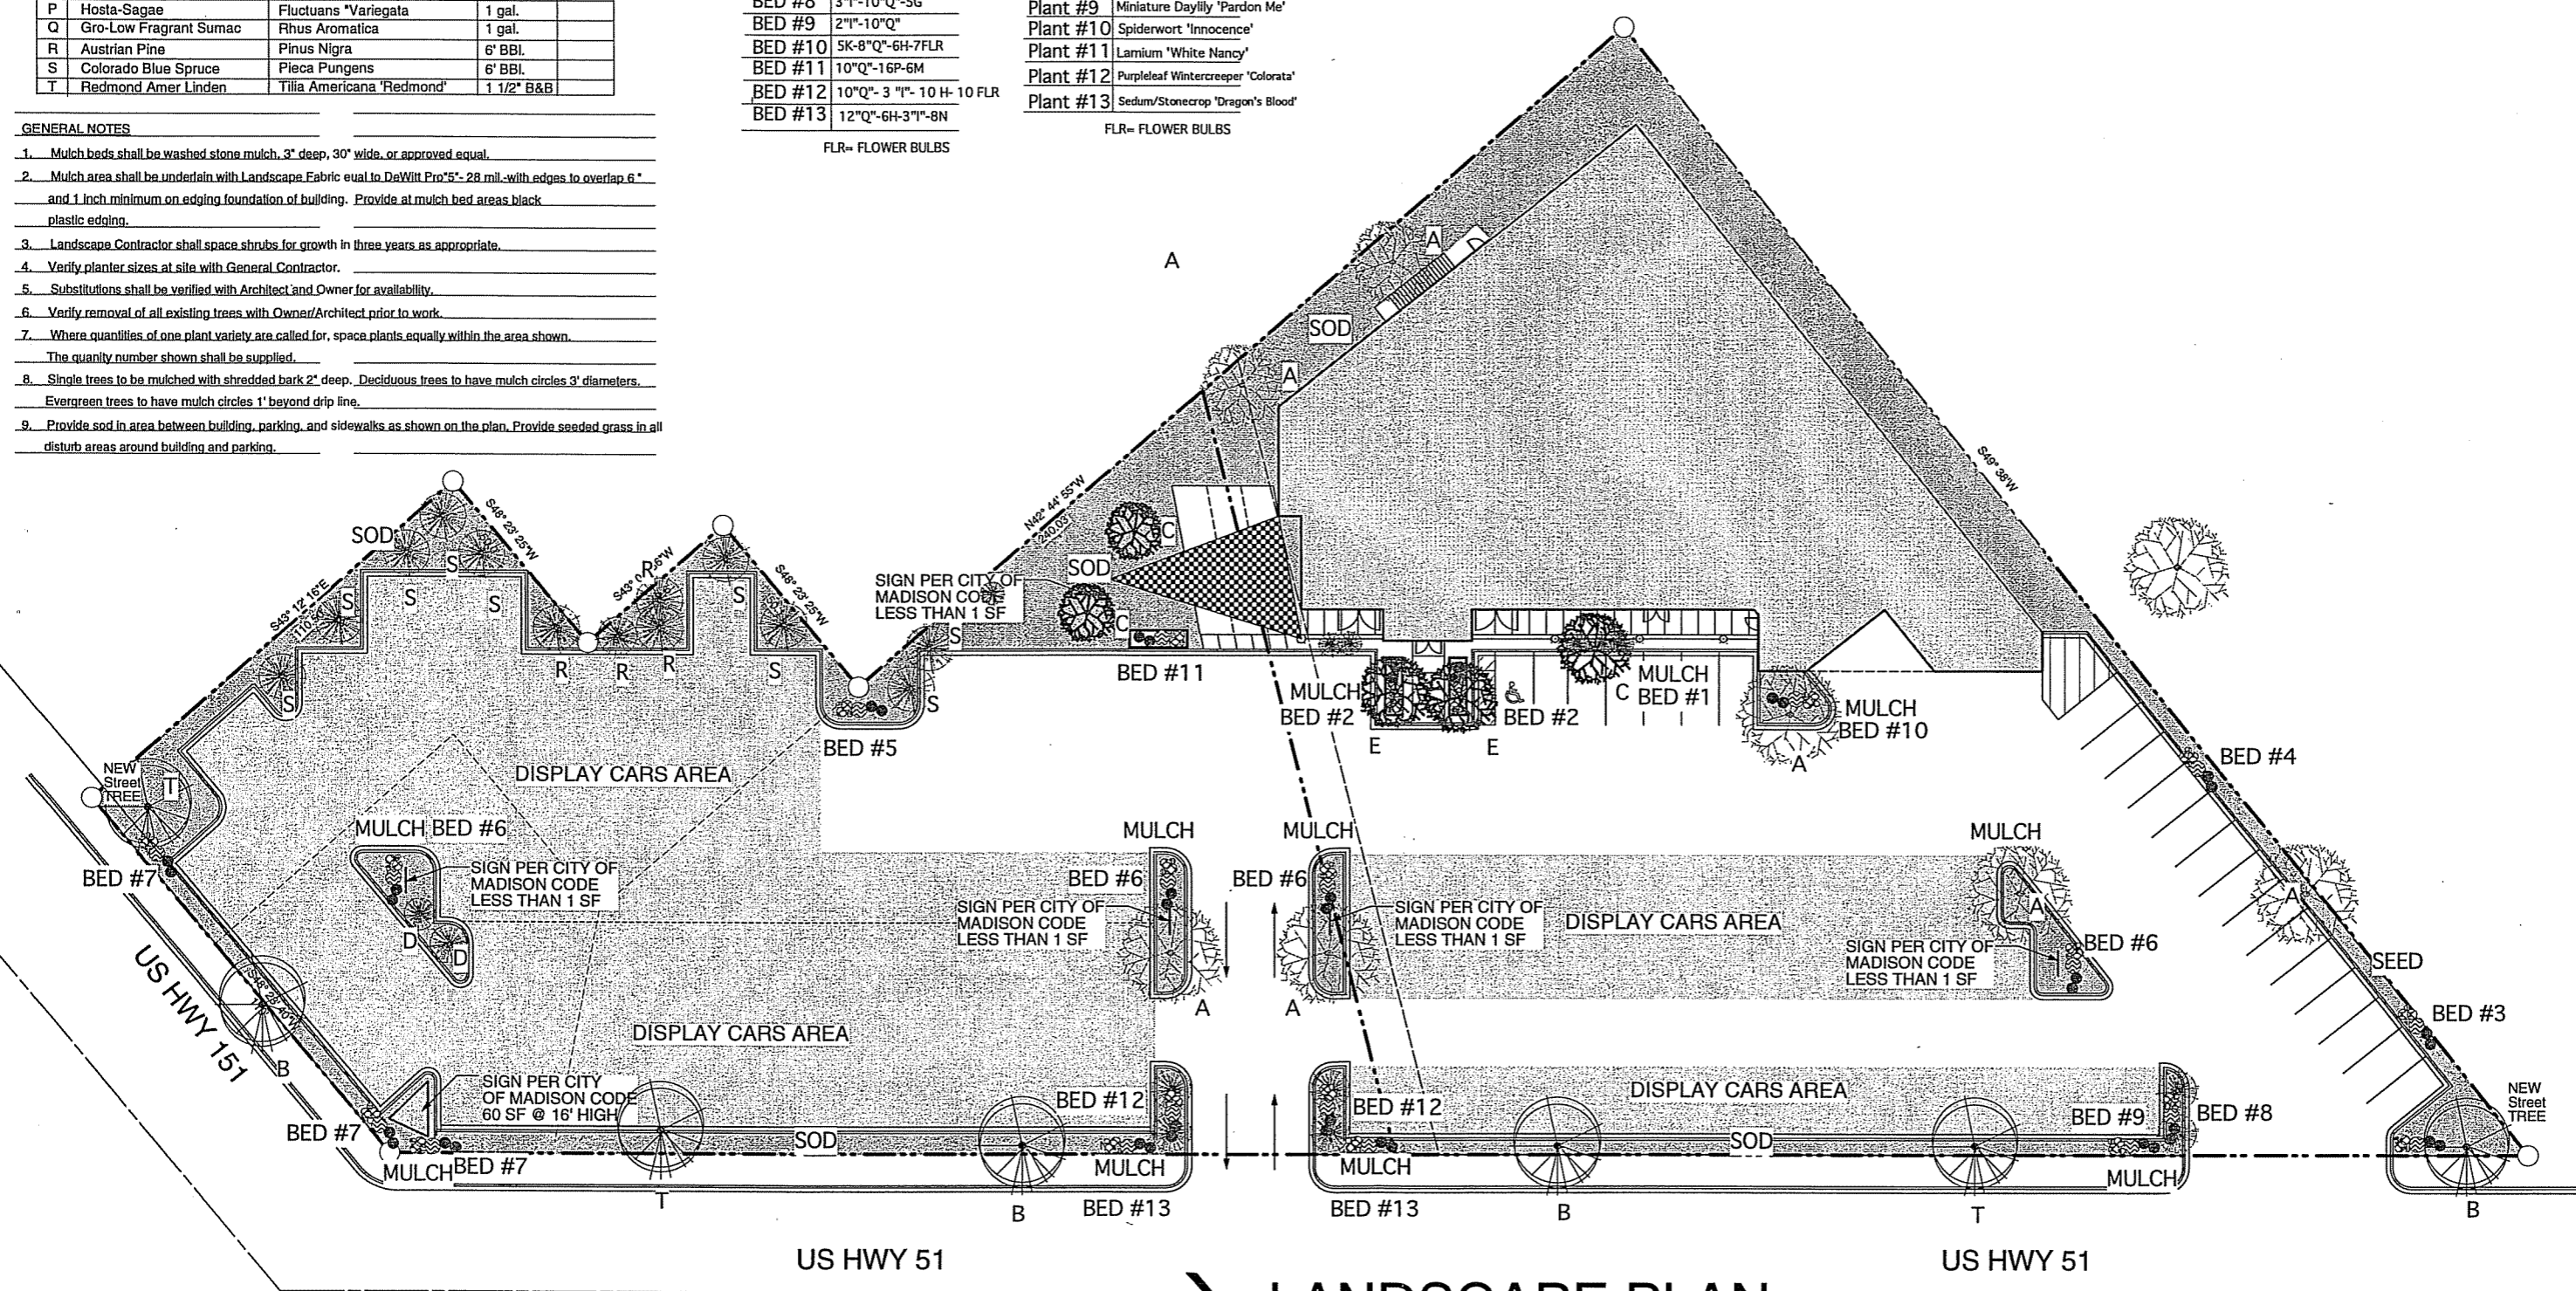 P Hosta-Sagae Fluctuans "Variegata 1 gal.
Q Gro-Low Fragrant Sumac Rhus Aromatica 1 gal.
R Austrian Pine Pinus Nigra 6' BBl.
S Colorado Blue Spruce Pieca Pungens 6' BBl.
T Redmond Amer Linden Tilia Americana 'Redmond' 1 1/2" B&B
BED #8 3"I"-10"Q"-5G
BED #9 2"I"-10"Q"
BED #10 5K-8"Q"-6H-7FLR
BED #11 10"Q"-16P-6M
BED #12 10"Q"- 3 "I"- 10 H- 10 FLR
BED #13 12"Q"-6H-3"I"-8N
FLR= FLOWER BULBS
Plant #9 Miniature Daylily 'Pardon Me'
Plant #10 Spiderwort 'Innocence'
Plant #11 Lamium 'White Nancy'
Plant #12 Purpleleaf Wintercreeper 'Colorata'
Plant #13 Sedum/Stonecrop 'Dragon's Blood'
FLR= FLOWER BULBS
GENERAL NOTES
1. Mulch beds shall be washed stone mulch, 3" deep, 30" wide, or approved equal.
2. Mulch area shall be underlain with Landscape Fabric eual to DeWitt Pro"5"- 28 mil.-with edges to overlap 6 "
and 1 inch minimum on edging foundation of building. Provide at mulch bed areas black
plastic edging.
3. Landscape Contractor shall space shrubs for growth in three years as appropriate.
4. Verify planter sizes at site with General Contractor.
5. Substitutions shall be verified with Architect and Owner for availability.
6. Verify removal of all existing trees with Owner/Architect prior to work.
7. Where quantities of one plant variety are called for, space plants equally within the area shown.
The quanity number shown shall be supplied.
8. Single trees to be mulched with shredded bark 2" deep. Deciduous trees to have mulch circles 3' diameters.
Evergreen trees to have mulch circles 1' beyond drip line.
9. Provide sod in area between building, parking, and sidewalks as shown on the plan, Provide seeded grass in all
disturb areas around building and parking.
A
A
SOD
A
S49° 38'W
N42° 44' 55"W
240.03'
SOD
S48° 23' 25"W
C
S
R
SOD
S48° 23' 25"W
SIGN PER CITY OF
MADISON CODE
LESS THAN 1 SF
S43° 12' 16"E
S
S
S
S
C
S
R
R
R
S
BED #11
MULCH
BED #2
BED #2
C
MULCH
BED #1
S
S
MULCH
BED #10
BED #5
E
E
A
BED #4
NEW
Street
TREE
T
DISPLAY CARS AREA
MULCH BED #6
MULCH
MULCH
MULCH
BED #7
SIGN PER CITY OF
MADISON CODE
LESS THAN 1 SF
BED #6
BED #6
A
A
SIGN PER CITY OF
MADISON CODE
LESS THAN 1 SF
SIGN PER CITY OF
MADISON CODE
LESS THAN 1 SF
DISPLAY CARS AREA
D
D
SIGN PER CITY OF
MADISON CODE
LESS THAN 1 SF
BED #6
SEED
US HWY 151
A
A
BED #3
DISPLAY CARS AREA
B
SIGN PER CITY
OF MADISON CODE
60 SF @ 16' HIGH
BED #12
BED #12
DISPLAY CARS AREA
BED #9
BED #8
NEW
Street
TREE
BED #7
SOD
SOD
MULCH
BED #7
MULCH
MULCH
MULCH
T
B
BED #13
BED #13
B
T
B
US HWY 51
US HWY 51
LANDSCAPE PLAN